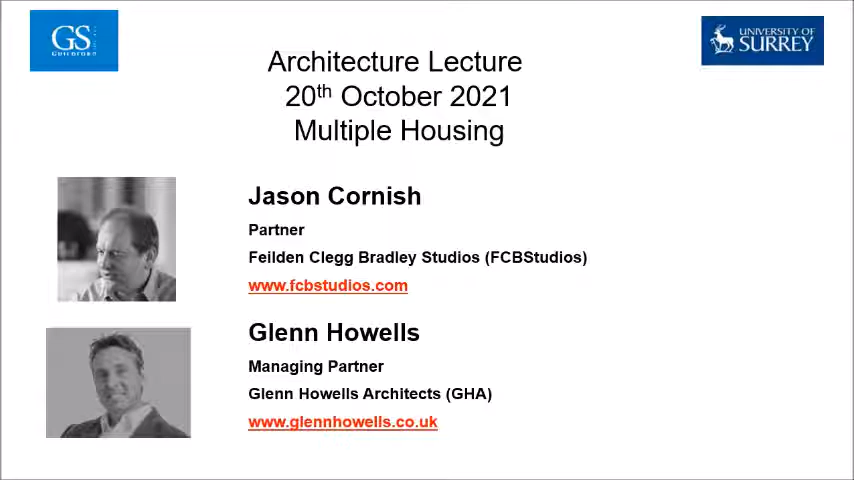 GS
GUILDFORD
UNIVERSITY OF
SURREY
Architecture Lecture
20th October 2021
Multiple Housing
Jason Cornish
Partner
Feilden Clegg Bradley Studios (FCBStudios)
www.fcbstudios.com
Glenn Howells
Managing Partner
Glenn Howells Architects (GHA)
www.glennhowells.co.uk